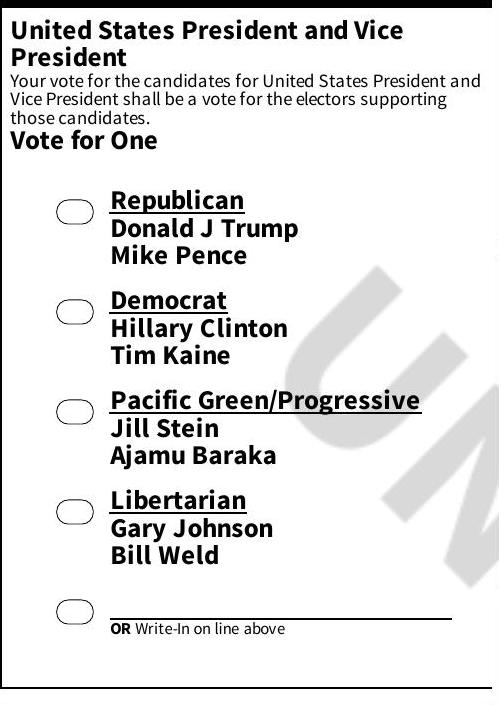 United States President and Vice
President
Your vote for the candidates for United States President and
Vice President shall be a vote for the electors supporting
those candidates.
Vote for One
Republican
Donald J Trump
Mike Pence
Democrat
Hillary Clinton
Tim Kaine
Pacific Green/Progressive
Jill Stein
Ajamu Baraka
Libertarian
Gary Johnson
Bill Weld
OR Write-In on line above